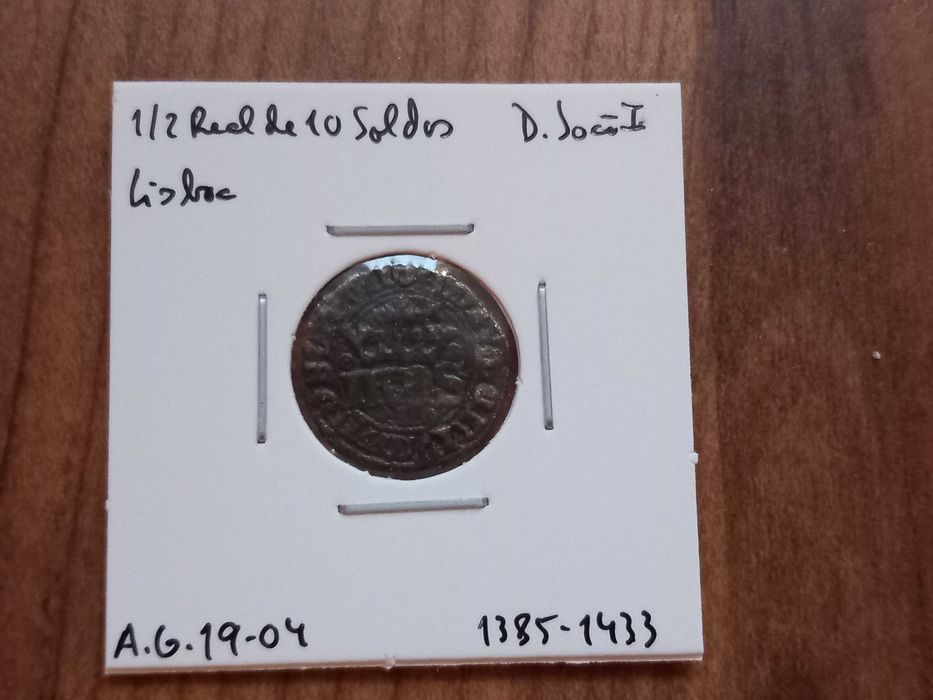 1/2 Real de 10 Soldos D. João I
Lisboa
A.G.19-04 1385-1433